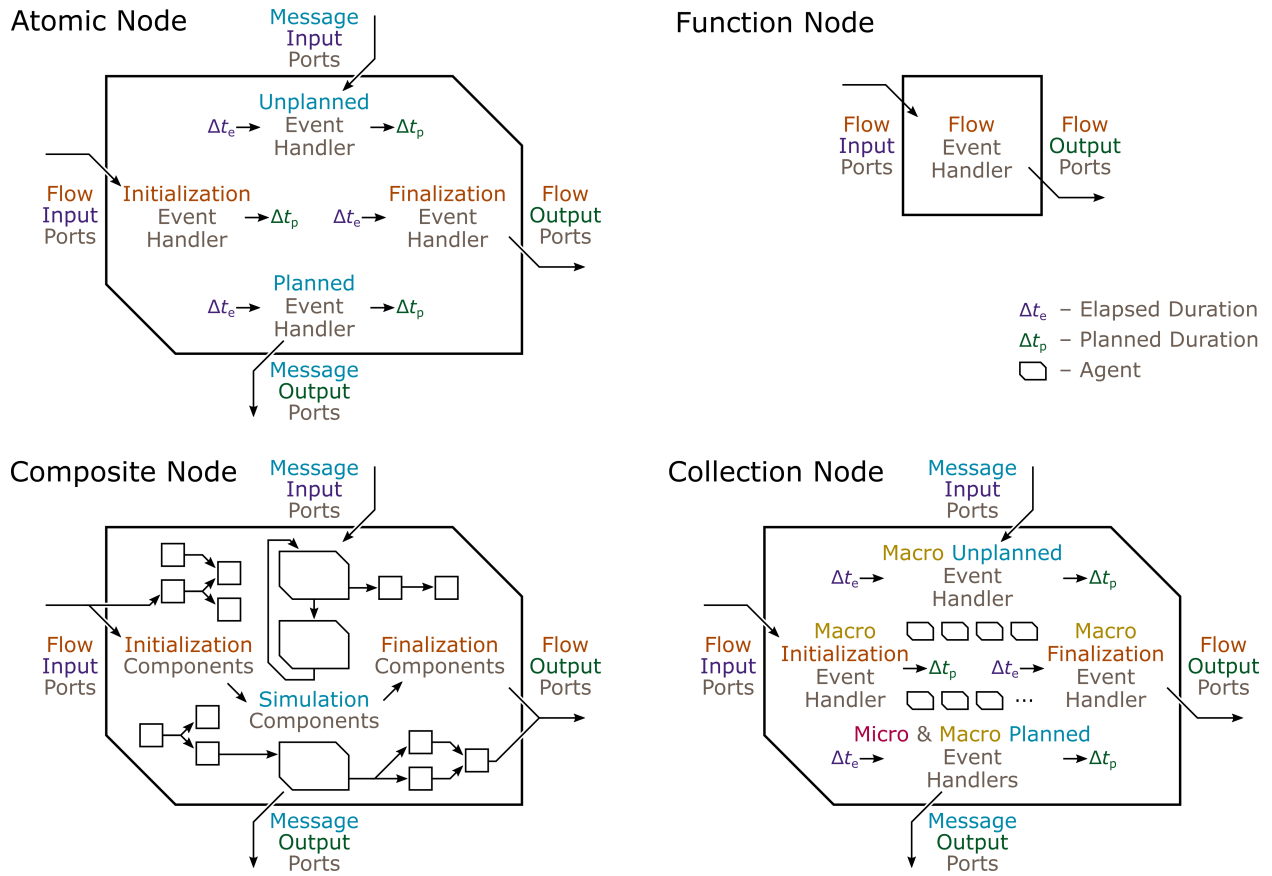 Atomic Node
Message
Input
Ports
Unplanned
Δte Event Δtp
Handler
Flow
Input
Ports
Initialization
Event Δtp
Handler
Finalization
Δte Event
Handler
Flow
Output
Ports
Planned
Δte Event Δtp
Handler
Message
Output
Ports
Function Node
Flow
Input
Ports
Flow
Event
Handler
Flow
Output
Ports
Δte – Elapsed Duration
Δtp – Planned Duration
– Agent
Composite Node
Message
Input
Ports
Flow
Input
Ports
Initialization
Components
Simulation
Components
Finalization
Components
Flow
Output
Ports
Message
Output
Ports
Collection Node
Message
Input
Ports
Macro Unplanned
Δte Event Δtp
Handler
Flow
Input
Ports
Macro
Initialization
Event Δtp
Handler
Macro
Finalization
Δte Event
Handler
...
Flow
Output
Ports
Micro & Macro Planned
Δte Event Δtp
Handlers
Message
Output
Ports